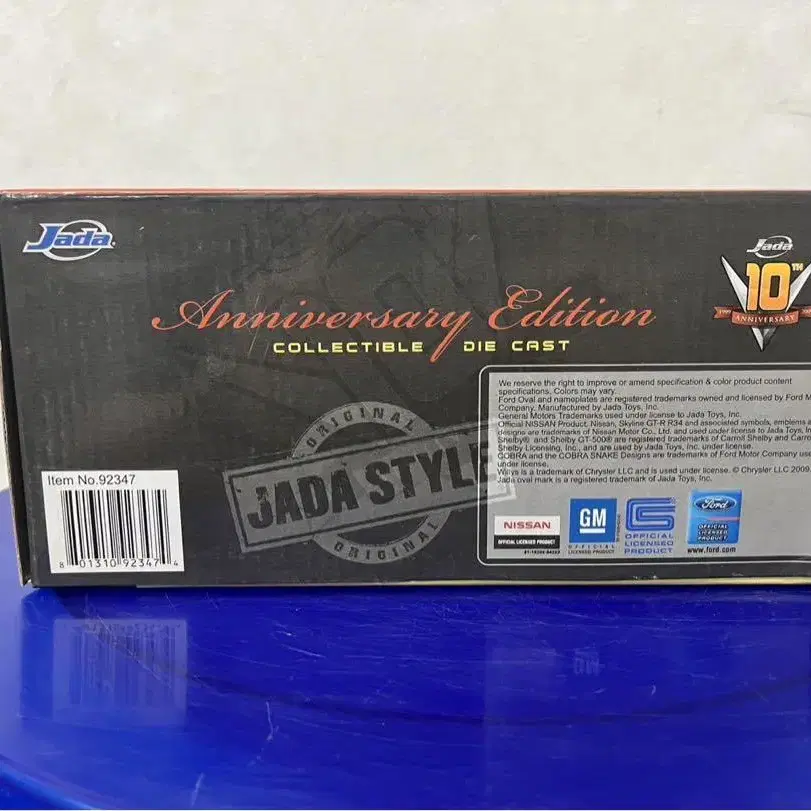 Jada
Jada
10TH
ANNIVERSARY
Anniversary Edition
COLLECTIBLE DIE CAST
We reserve the right to improve or amend specification & color product content
specifications. Colors may vary.
Ford Oval and nameplates are registered trademarks owned and licensed by Ford M
Company. Manufactured by Jada Toys, Inc.
General Motors Trademarks used under license to Jada Toys, Inc.
Official NISSAN Product, Nissan, Skyline GT-R R34 and associated symbols, emblems a
designs are trademarks of Nissan Motor Co., Ltd. and used under license to Jada Toys, In
Shelby® and Shelby GT-500® are registered trademarks of Carroll Shelby and Carroll
Shelby Licensing, Inc., and are used by Jada Toys, Inc. under license.
COBRA and the COBRA SNAKE Designs are trademarks of Ford Motor Company use
under license.
Willys is a trademark of Chrysler LLC and is used under license. © Chrysler LLC
Jada oval mark is a registered trademark of Jada Toys, Inc.
ORIGINAL
JADA STYLE
ORIGINAL
Item No.92347
8 01310 92347 4
NISSAN
OFFICIAL LICENSED PRODUCT
GM
OFFICIAL
LICENSED PRODUCT
OFFICIAL
LICENSED
PRODUCT
Ford
OFFICIAL
LICENSED
PRODUCT
www.ford.com